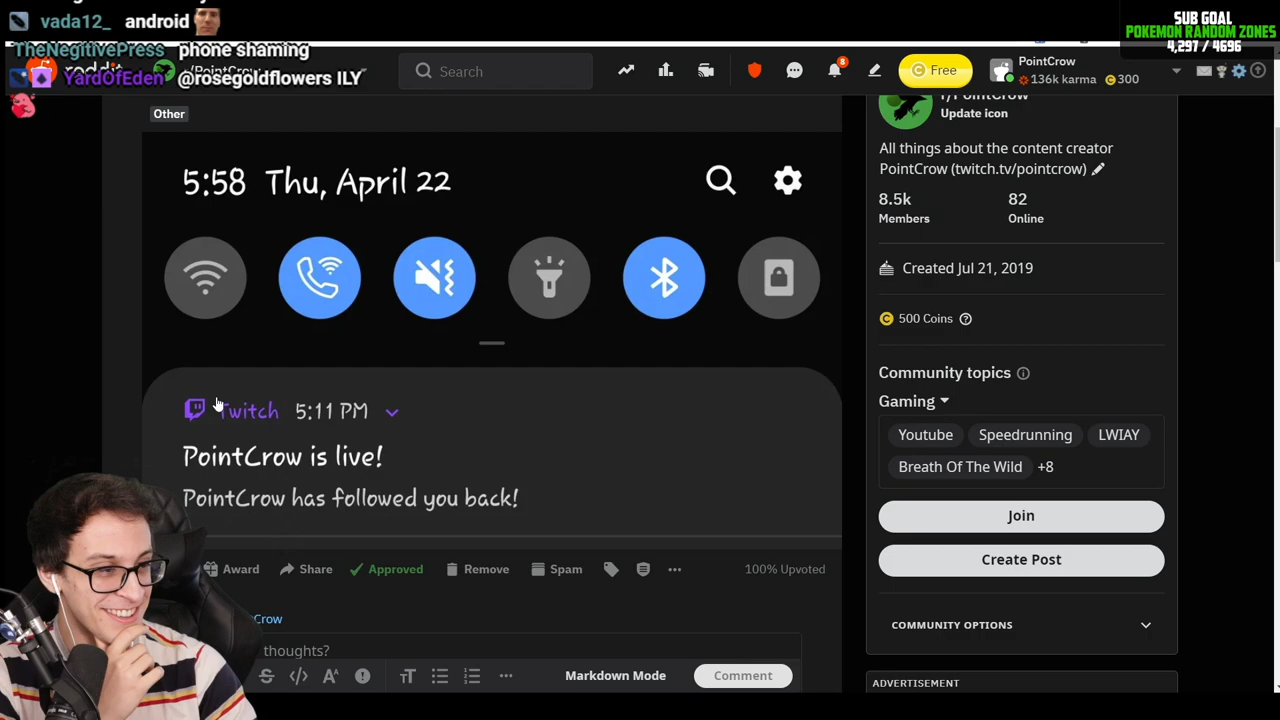 vada12_ android
TheNegitivePress phone shaming
YardOfEden @rosegoldflowers ILY
SUB GOAL
POKEMON RANDOM ZONES
4,297 / 4696
reddit
Search
8
Free
PointCrow
136k karma
300
Other
r/PointCrow
Update icon
All things about the content creator
PointCrow (twitch.tv/pointcrow)
8.5k
82
Members
Online
Created Jul 21, 2019
500 Coins
Community topics
Gaming
Youtube
Speedrunning
LWIAY
Breath Of The Wild
+8
Join
Create Post
COMMUNITY OPTIONS
ADVERTISEMENT
5:58 Thu, April 22
Twitch 5:11 PM
PointCrow is live!
PointCrow has followed you back!
Award
Share
Approved
Remove
Spam
100% Upvoted
Crow
thoughts?
Markdown Mode
Comment